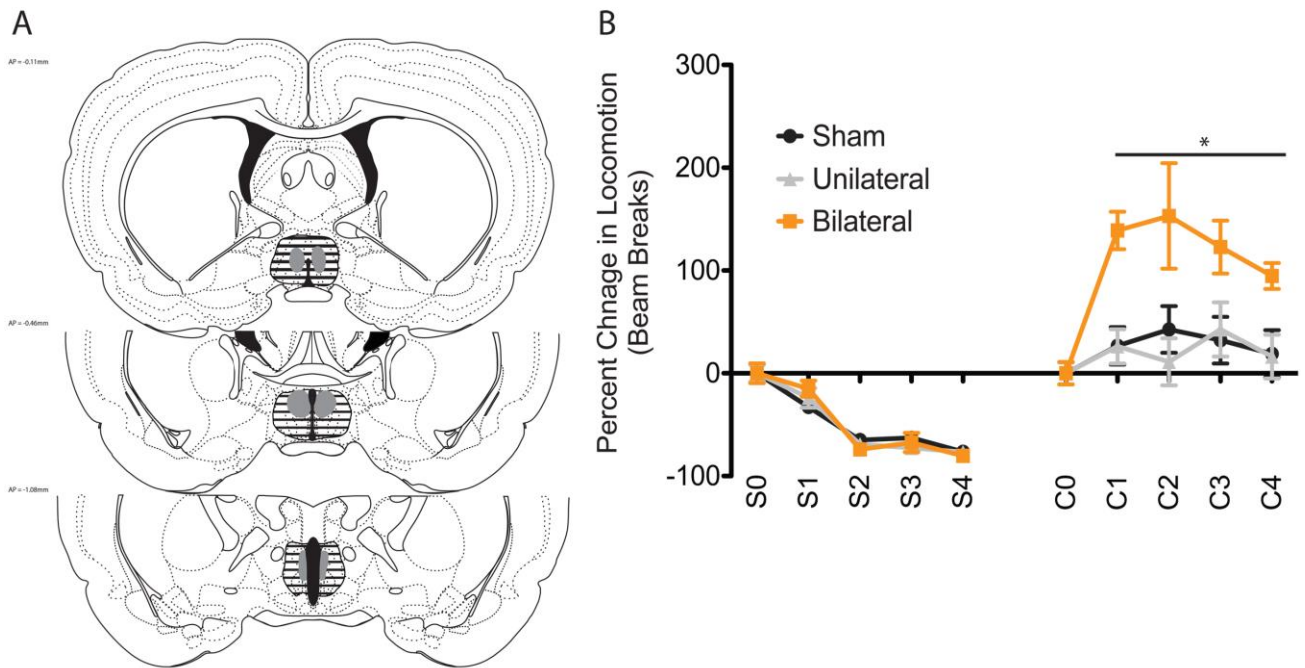 A
AP = -0.11mm
AP = -0.46mm
AP = -1.08mm
B
Percent Chnage in Locomotion
(Beam Breaks)
300
200
100
0
-100
Sham
Unilateral
Bilateral
*
S0 S1 S2 S3 S4 C0 C1 C2 C3 C4